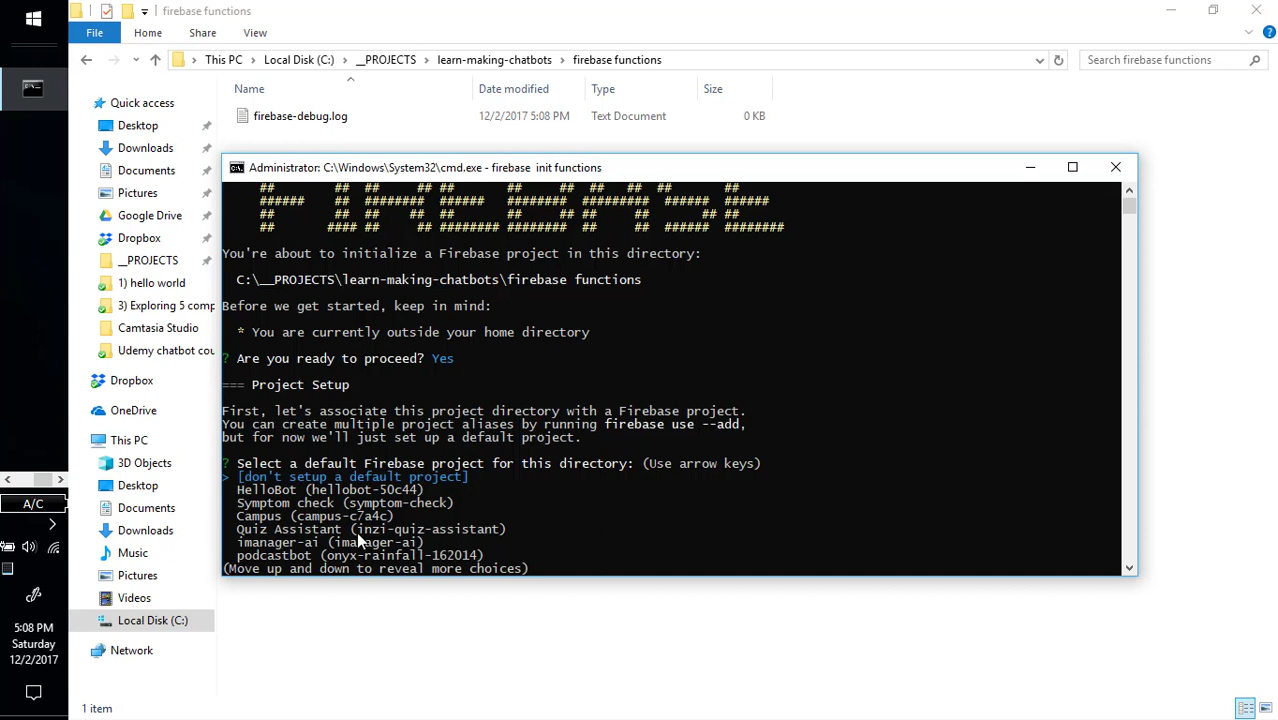 firebase functions
File
Home
Share
View
This PC
Local Disk (C:)
__PROJECTS
learn-making-chatbots
firebase functions
Search firebase functions
Name
Date modified
Type
Size
firebase-debug.log
12/2/2017 5:08 PM
Text Document
0 KB
Quick access
Desktop
Downloads
Documents
Pictures
Google Drive
Dropbox
__PROJECTS
1) hello world
3) Exploring 5 comp
Camtasia Studio
Udemy chatbot cou
Dropbox
OneDrive
This PC
3D Objects
Desktop
Documents
Downloads
Music
Pictures
Videos
Local Disk (C:)
Network
1 item
Administrator: C:\Windows\System32\cmd.exe - firebase  init functions
You're about to initialize a Firebase project in this directory:
C:\__PROJECTS\learn-making-chatbots\firebase functions
Before we get started, keep in mind:
* You are currently outside your home directory
? Are you ready to proceed? Yes
=== Project Setup
First, let's associate this project directory with a Firebase project.
You can create multiple project aliases by running firebase use --add,
but for now we'll just set up a default project.
? Select a default Firebase project for this directory: (Use arrow keys)
> [don't setup a default project]
HelloBot (hellobot-50c44)
Symptom check (symptom-check)
Campus (campus-c7a4c)
Quiz Assistant (inzi-quiz-assistant)
imanager-ai (imanager-ai)
podcastbot (onyx-rainfall-162014)
(Move up and down to reveal more choices)
A/C
5:08 PM
Saturday
12/2/2017